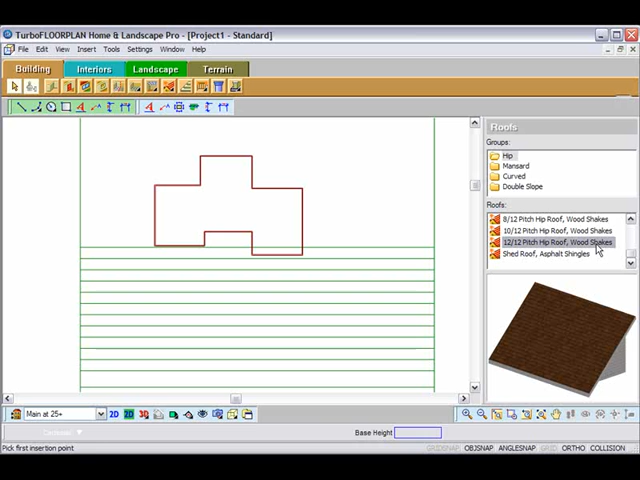 TurboFLOORPLAN Home & Landscape Pro - [Project1 - Standard]
File Edit View Insert Tools Settings Window Help
Building Interiors Landscape Terrain
Roofs
Groups:
Hip
Mansard
Curved
Double Slope
Roofs:
8/12 Pitch Hip Roof, Wood Shakes
10/12 Pitch Hip Roof, Wood Shakes
12/12 Pitch Hip Roof, Wood Shakes
Shed Roof, Asphalt Shingles
Main at 25+ 2D 2D 3D
Base Height
Pick first insertion point GRIDSNAP OBJSNAP ANGLESNAP GRID ORTHO COLLISION